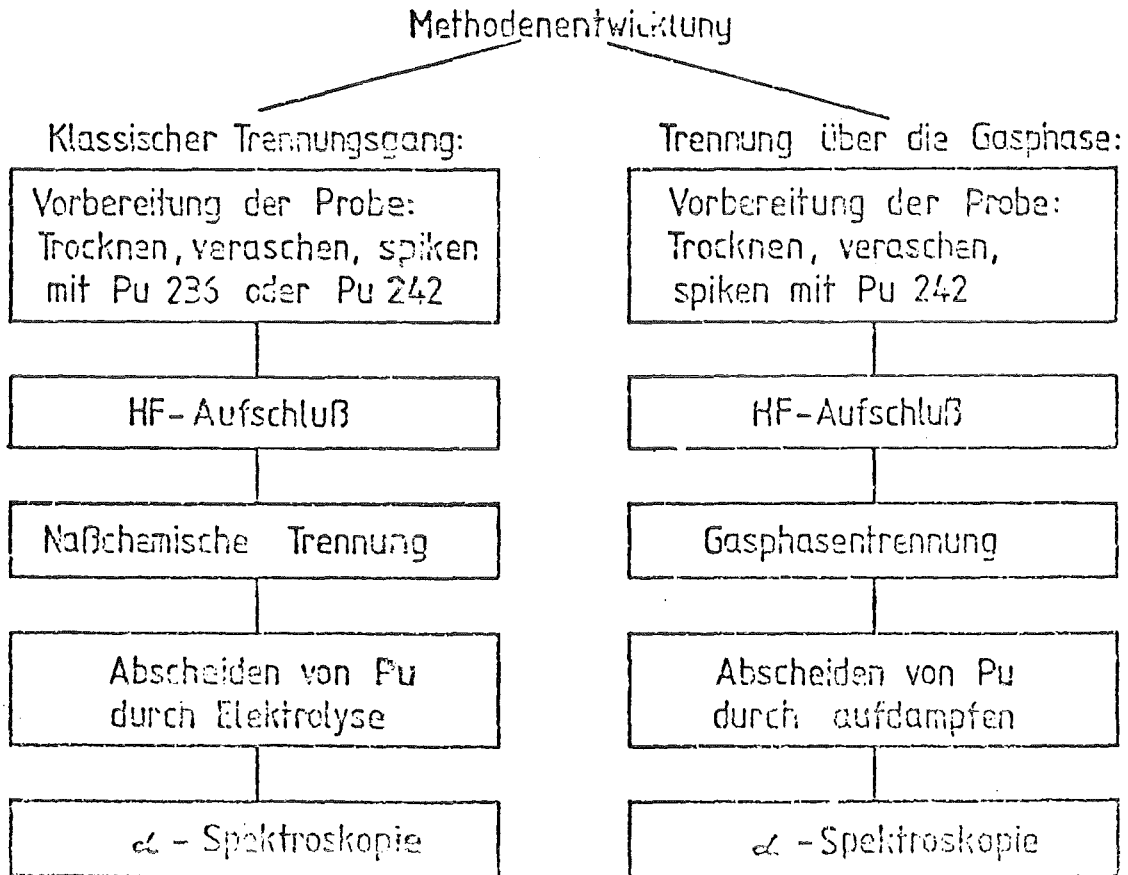 Methodenentwicklung
Klassischer Trennungsgang:
Vorbereitung der Probe:
Trocknen, veraschen, spiken
mit Pu 236 oder Pu 242
HF-Aufschluß
Naßchemische Trennung
Abscheiden von Pu
durch Elektrolyse
α - Spektroskopie
Trennung über die Gasphase:
Vorbereitung der Probe:
Trocknen, veraschen,
spiken mit Pu 242
HF-Aufschluß
Gasphasentrennung
Abscheiden von Pu
durch aufdampfen
α - Spektroskopie